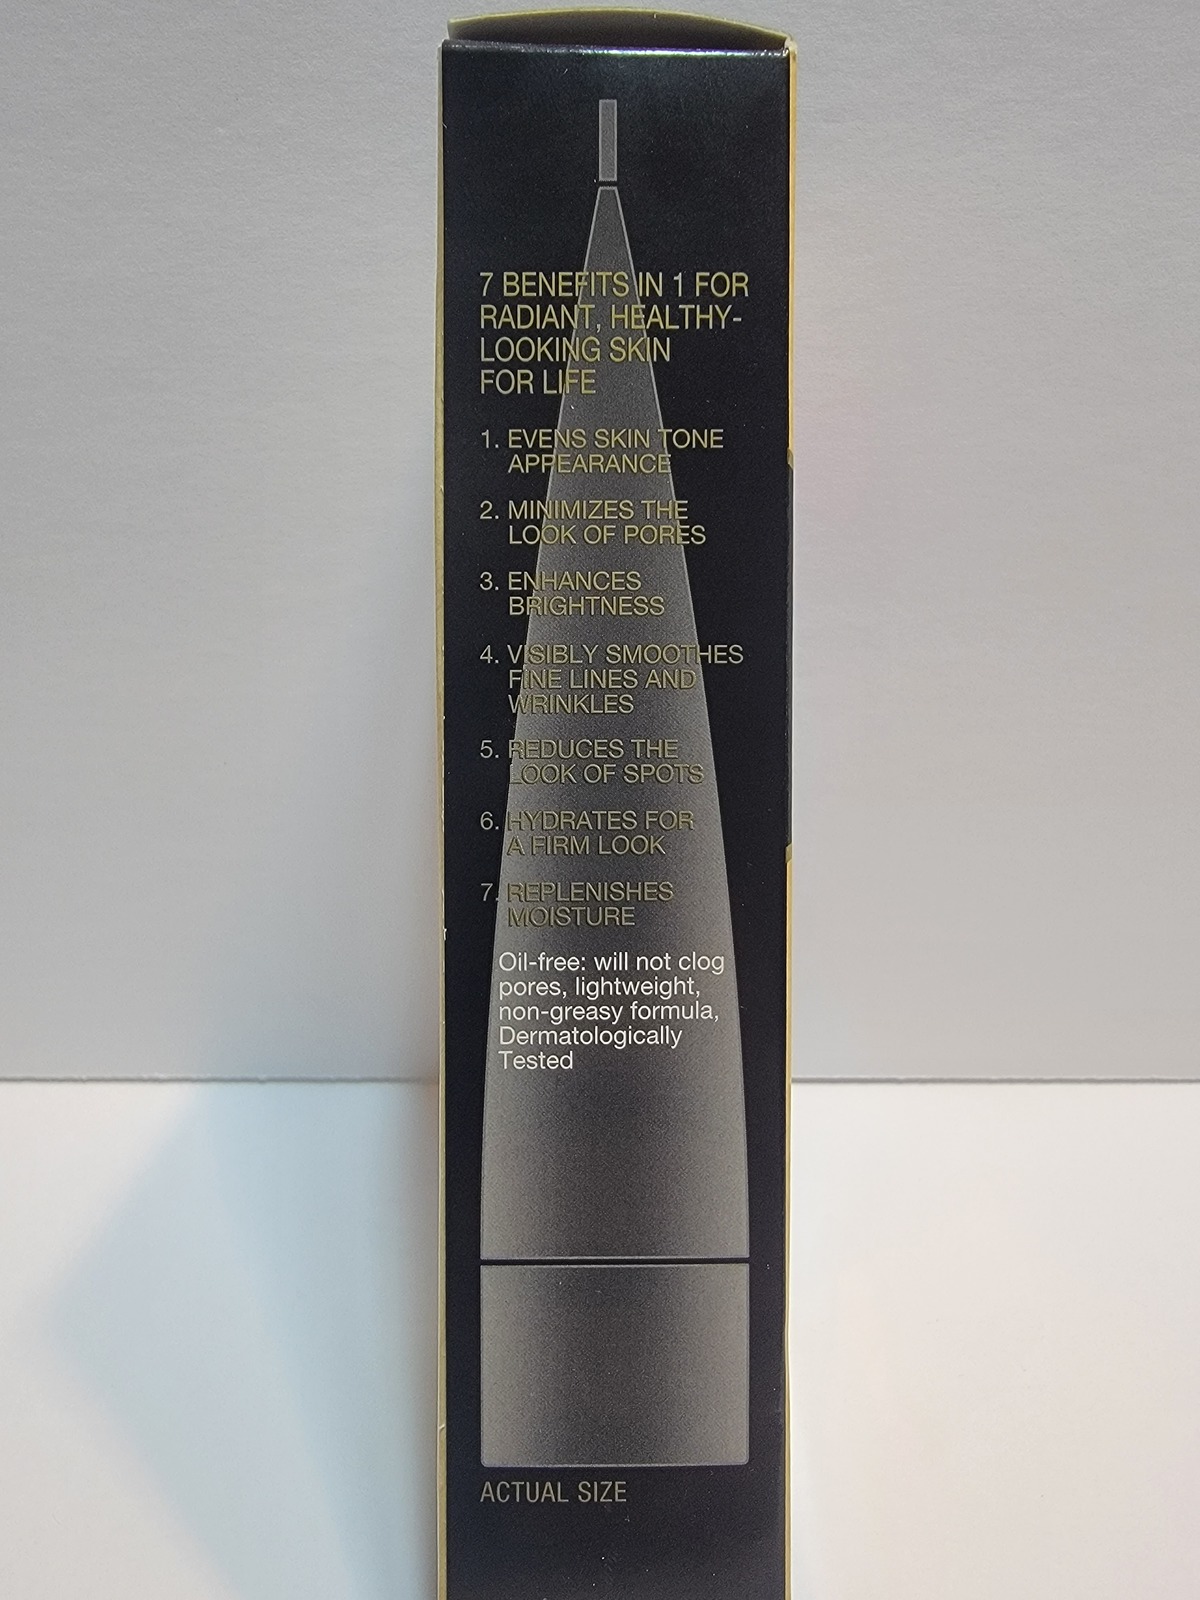 7 BENEFITS IN 1 FOR
RADIANT, HEALTHY-
LOOKING SKIN
FOR LIFE
1. EVENS SKIN TONE
APPEARANCE
2. MINIMIZES THE
LOOK OF PORES
3. ENHANCES
BRIGHTNESS
4. VISIBLY SMOOTHES
FINE LINES AND
WRINKLES
5. REDUCES THE
LOOK OF SPOTS
6. HYDRATES FOR
A FIRM LOOK
7. REPLENISHES
MOISTURE
Oil-free: will not clog
pores, lightweight,
non-greasy formula,
Dermatologically
Tested
ACTUAL SIZE